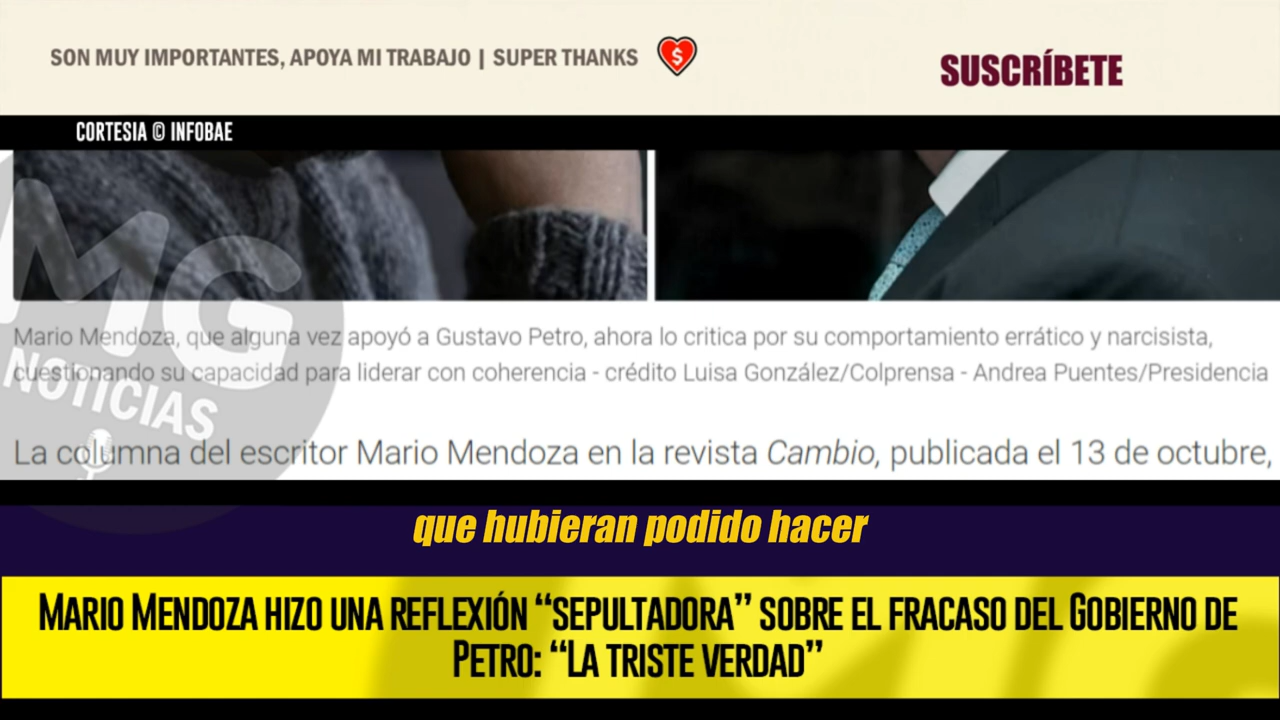 SON MUY IMPORTANTES, APOYA MI TRABAJO | SUPER THANKS
SUSCRÍBETE
CORTESIA © INFOBAE
MG
NOTICIAS
Mario Mendoza, que alguna vez apoyó a Gustavo Petro, ahora lo critica por su comportamiento errático y narcisista,
cuestionando su capacidad para liderar con coherencia - crédito Luisa González/Colprensa - Andrea Puentes/Presidencia
La columna del escritor Mario Mendoza en la revista Cambio, publicada el 13 de octubre,
que hubieran podido hacer
MARIO MENDOZA HIZO UNA REFLEXIÓN “SEPULTADORA” SOBRE EL FRACASO DEL GOBIERNO DE
PETRO: “LA TRISTE VERDAD”